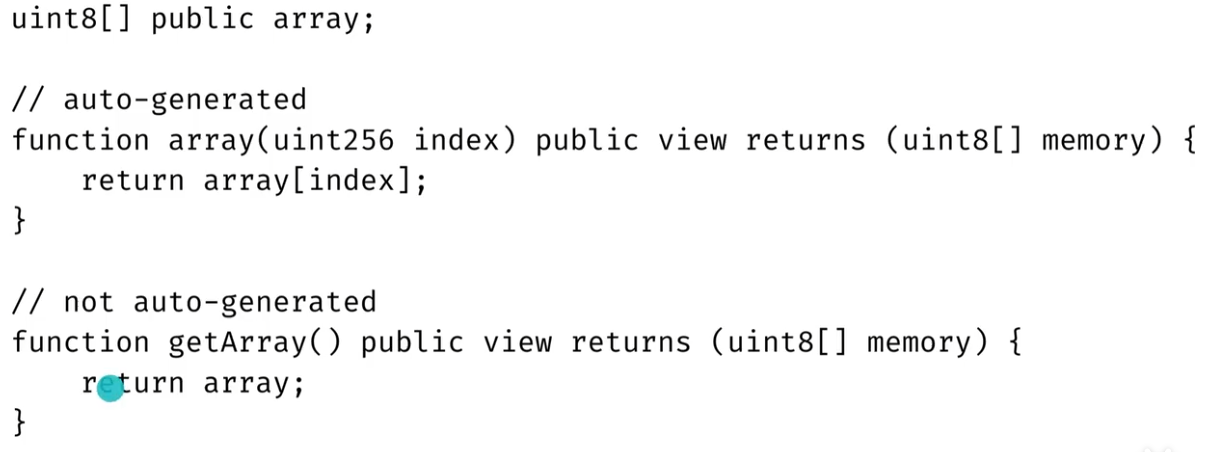 uint8[] public array;
// auto-generated
function array(uint256 index) public view returns (uint8[] memory) {
    return array[index];
}
// not auto-generated
function getArray() public view returns (uint8[] memory) {
    return array;
}